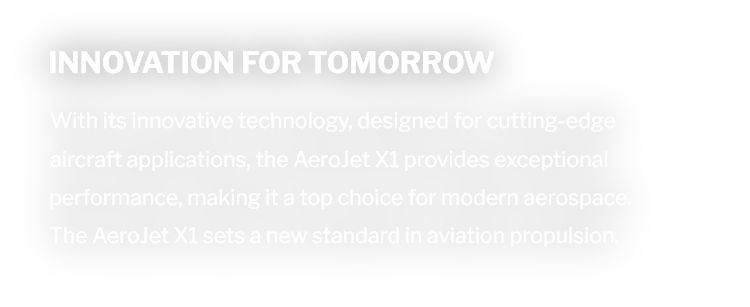 INNOVATION FOR TOMORROW
With its innovative technology, designed for cutting-edge
aircraft applications, the AeroJet X1 provides exceptional
performance, making it a top choice for modern aerospace.
The AeroJet X1 sets a new standard in aviation propulsion.